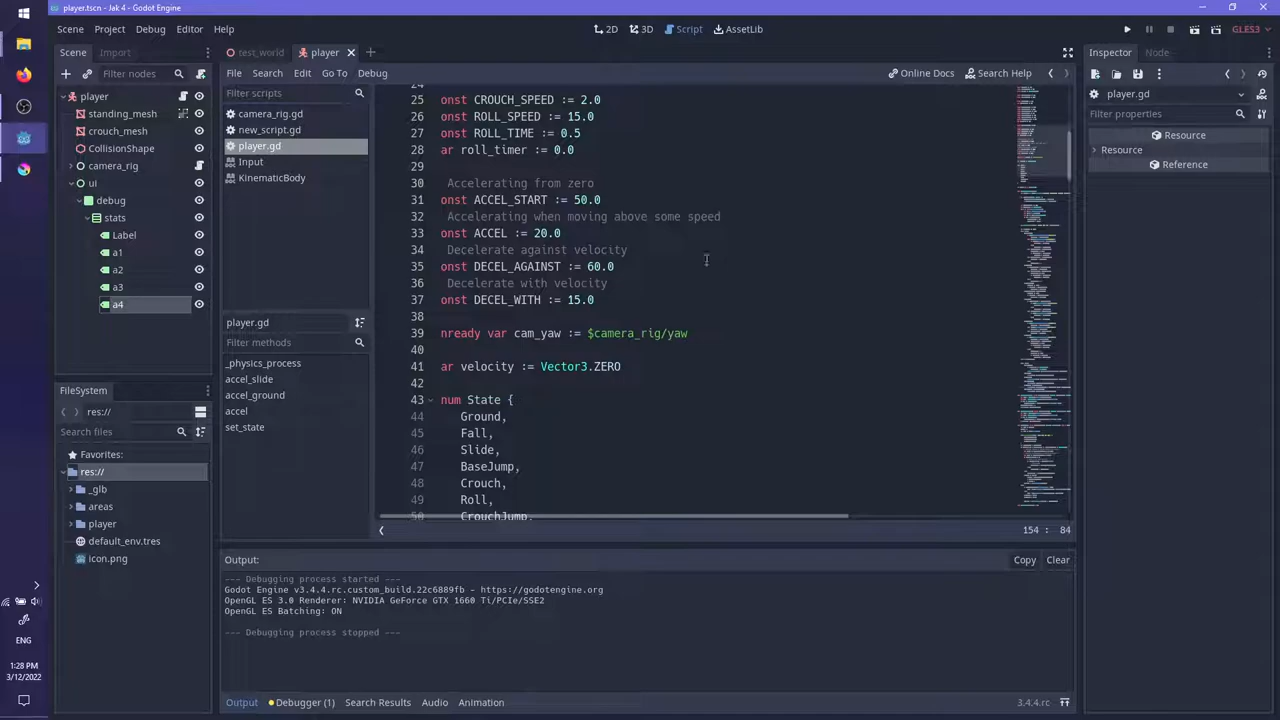 player.tscn - Jak 4 - Godot Engine
Scene Project Debug Editor Help
2D 3D Script AssetLib
GLES3
Scene Import
Filter nodes
player
standing_mesh
crouch_mesh
CollisionShape
camera_rig
ui
debug
stats
Label
a1
a2
a3
a4
FileSystem
res://
Search files
Favorites:
res://
_glb
areas
player
default_env.tres
icon.png
test_world player
File Search Edit Go To Debug
Online Docs Search Help
Filter scripts
camera_rig.gd
new_script.gd
player.gd
Input
KinematicBody
player.gd
Filter methods
_physics_process
accel_slide
accel_ground
accel
set_state
24
25 onst CROUCH_SPEED := 2.0
26 onst ROLL_SPEED := 15.0
27 onst ROLL_TIME := 0.5
28 ar roll_timer := 0.0
29
30 Accelerating from zero
31 onst ACCEL_START := 50.0
32 Accelerating when moving above some speed
33 onst ACCEL := 20.0
34 Decelerate against velocity
35 onst DECEL_AGAINST := 60.0
36 Decelerate with velocity
37 onst DECEL_WITH := 15.0
38
39 nready var cam_yaw := $camera_rig/yaw
40
41 ar velocity := Vector3.ZERO
42
43 num State {
44 Ground,
45 Fall,
46 Slide,
47 BaseJump,
48 Crouch,
49 Roll,
50 CrouchJump,
154 : 84
Output:
Copy Clear
--- Debugging process started ---
Godot Engine v3.4.4.rc.custom_build.22c6889fb - https://godotengine.org
OpenGL ES 3.0 Renderer: NVIDIA GeForce GTX 1660 Ti/PCIe/SSE2
OpenGL ES Batching: ON
--- Debugging process stopped ---
Output Debugger (1) Search Results Audio Animation
3.4.4.rc
Inspector Node
player.gd
Filter properties
Resource
Resource
Reference
ENG
1:28 PM
3/12/2022